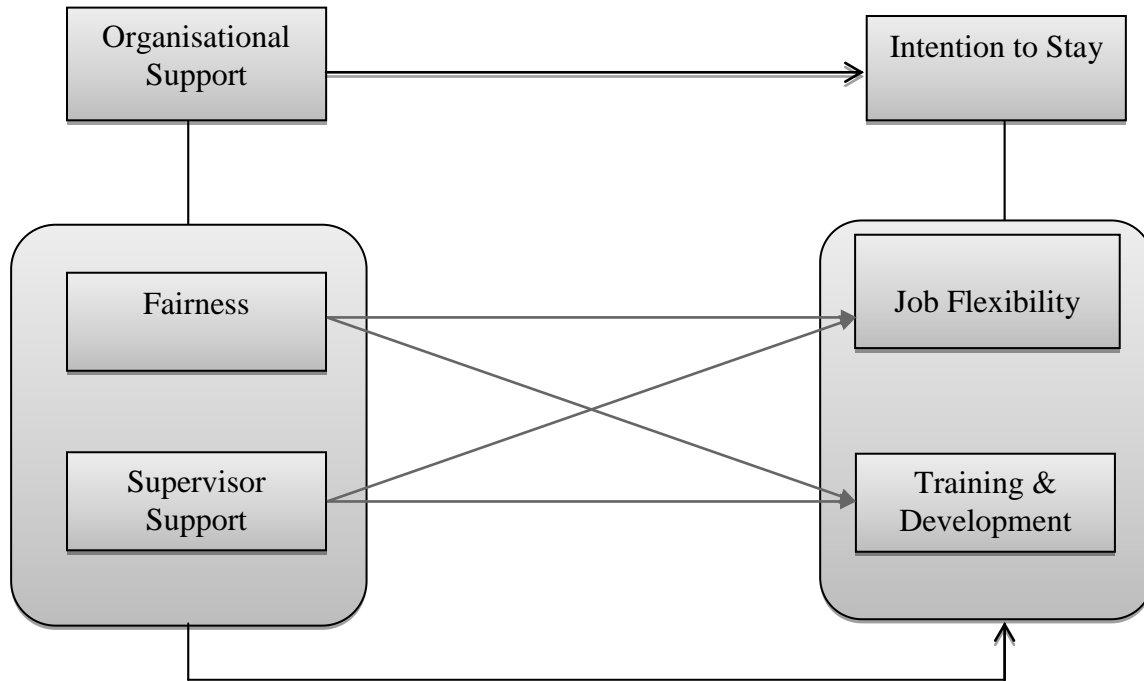 Organisational
Support
Intention to Stay
Fairness
Job Flexibility
Supervisor
Support
Training &
Development